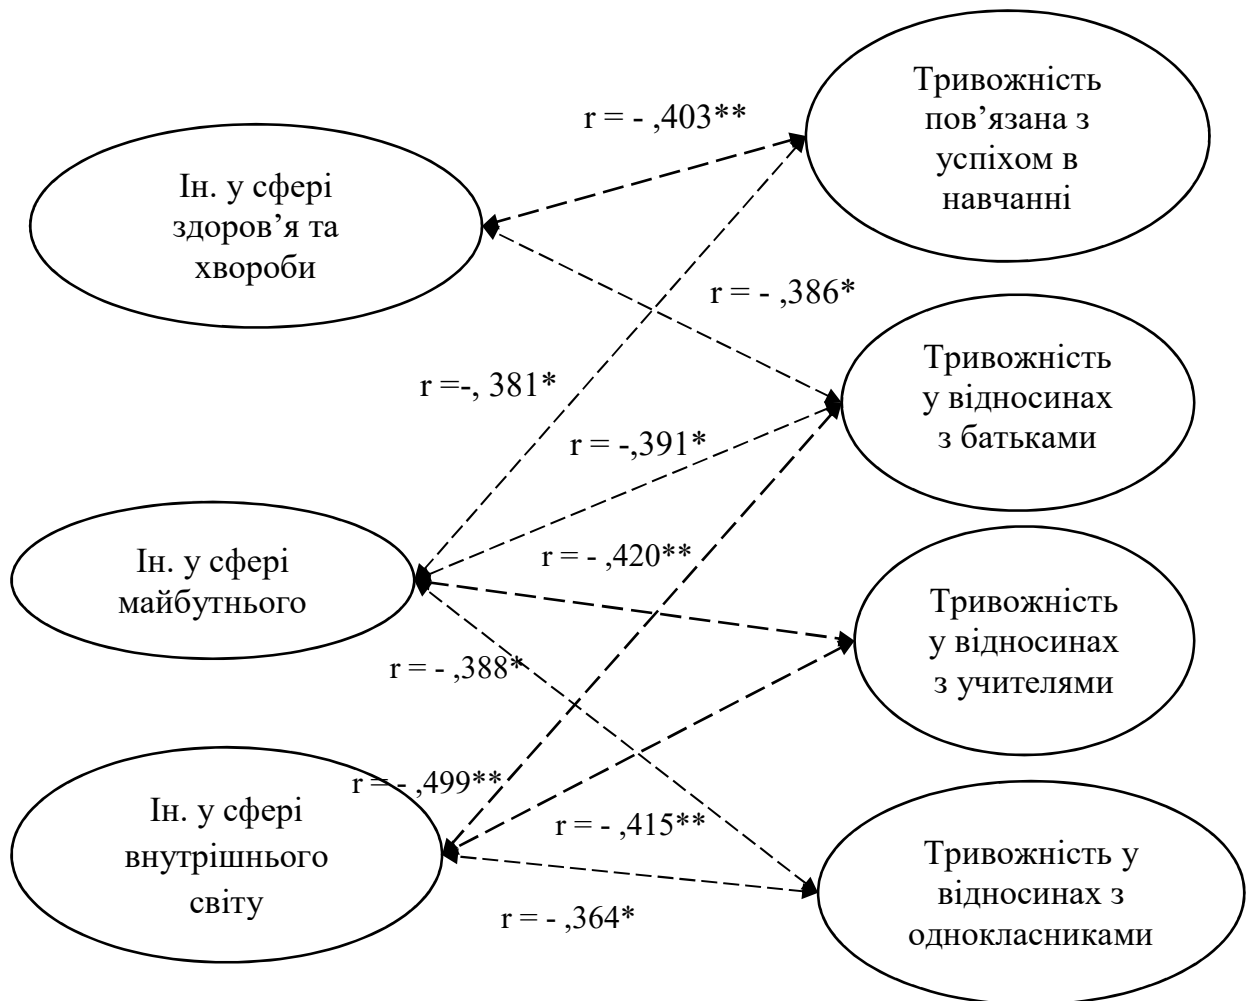 Тривожність
пов’язана з
успіхом в
навчанні
r = - ,403**
Ін. у сфері
здоров’я та
хвороби
r = - ,386*
Тривожність
у відносинах
з батьками
r =-, 381*
r = -,391*
Ін. у сфері
майбутнього
r = - ,420**
Тривожність
у відносинах
з учителями
r = - ,388*
r = - ,499**
Ін. у сфері
внутрішнього
світу
r = - ,415**
Тривожність у
відносинах з
однокласниками
r = - ,364*